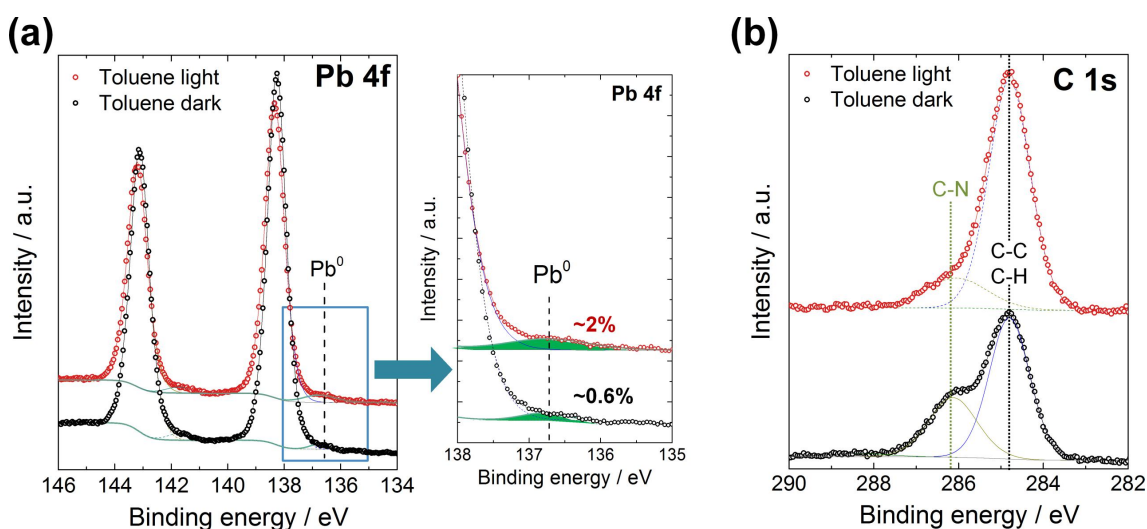 (a)
Toluene light
Toluene dark
Pb 4f
Pb⁰
Intensity / a.u.
146 144 142 140 138 136 134
Binding energy / eV
Pb 4f
Pb⁰
~2%
~0.6%
Intensity / a.u.
138 137 136 135
Binding energy / eV
(b)
Toluene light
Toluene dark
C 1s
C-N
C-C
C-H
Intensity / a.u.
290 288 286 284 282
Binding energy / eV